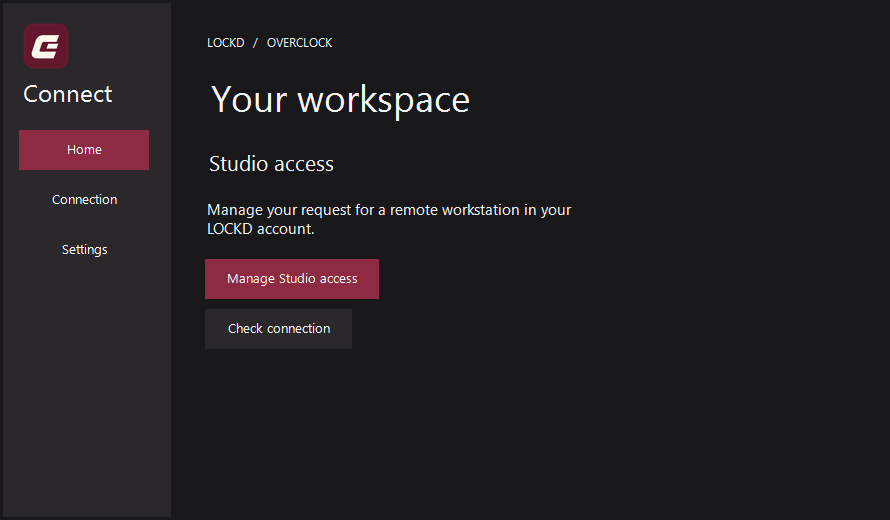 Connect
Home
Connection
Settings
LOCKD / OVERCLOCK
Your workspace
Studio access
Manage your request for a remote workstation in your
LOCKD account.
Manage Studio access
Check connection